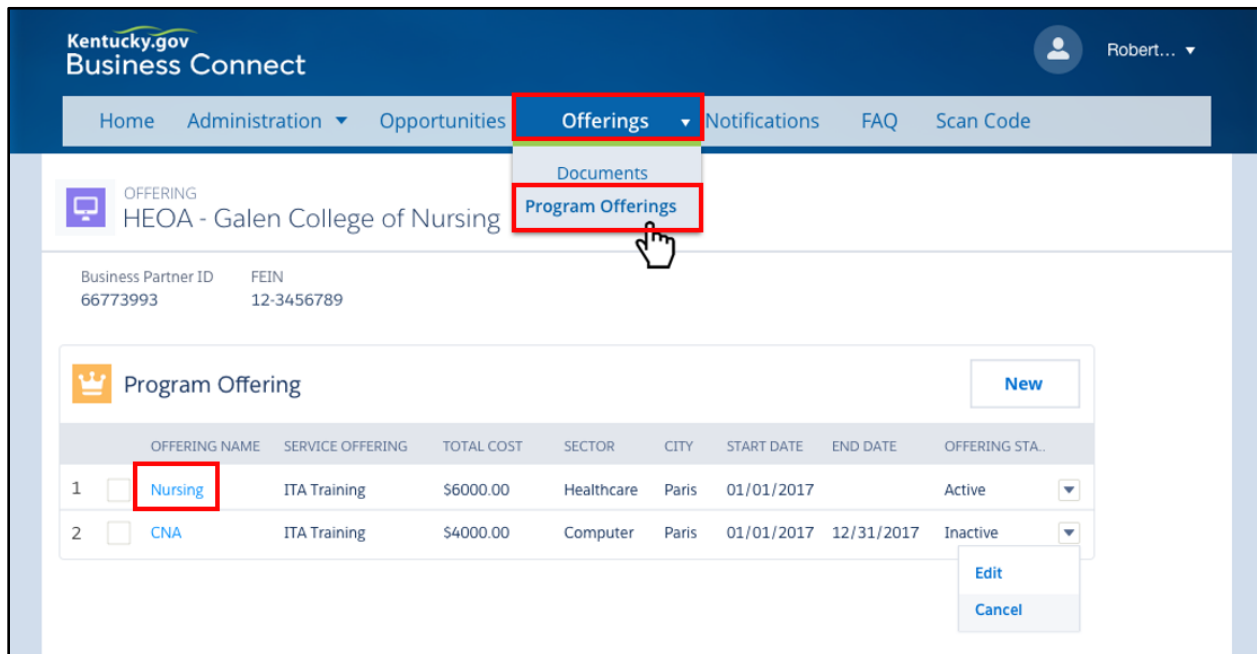 Kentucky.gov
Business Connect
Robert... ▼
Home Administration ▼ Opportunities Offerings ▼ Notifications FAQ Scan Code
Documents
Program Offerings
OFFERING
HEOA - Galen College of Nursing
Business Partner ID FEIN
66773993 12-3456789
Program Offering New
OFFERING NAME SERVICE OFFERING TOTAL COST SECTOR CITY START DATE END DATE OFFERING STA..
1 Nursing ITA Training $6000.00 Healthcare Paris 01/01/2017 Active
2 CNA ITA Training $4000.00 Computer Paris 01/01/2017 12/31/2017 Inactive
Edit
Cancel